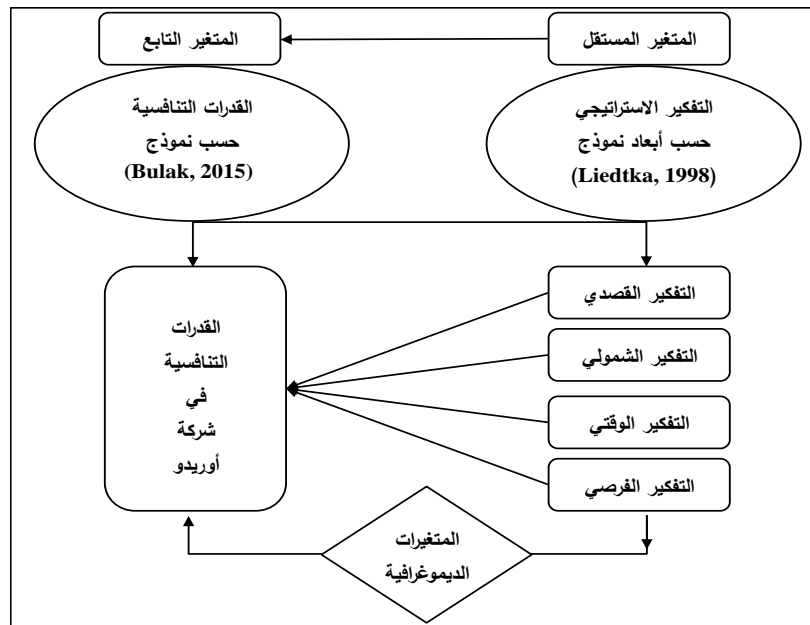 المتغير المستقل
المتغير التابع
التفكير الاستراتيجي
حسب أبعاد نموذج
(Liedtka, 1998)
القدرات التنافسية
حسب نموذج
(Bulak, 2015)
التفكير القصدي
التفكير الشمولي
التفكير الوقتي
التفكير الفرصي
القدرات
التنافسية
في
شركة
أوريدو
المتغيرات
الديموغرافية